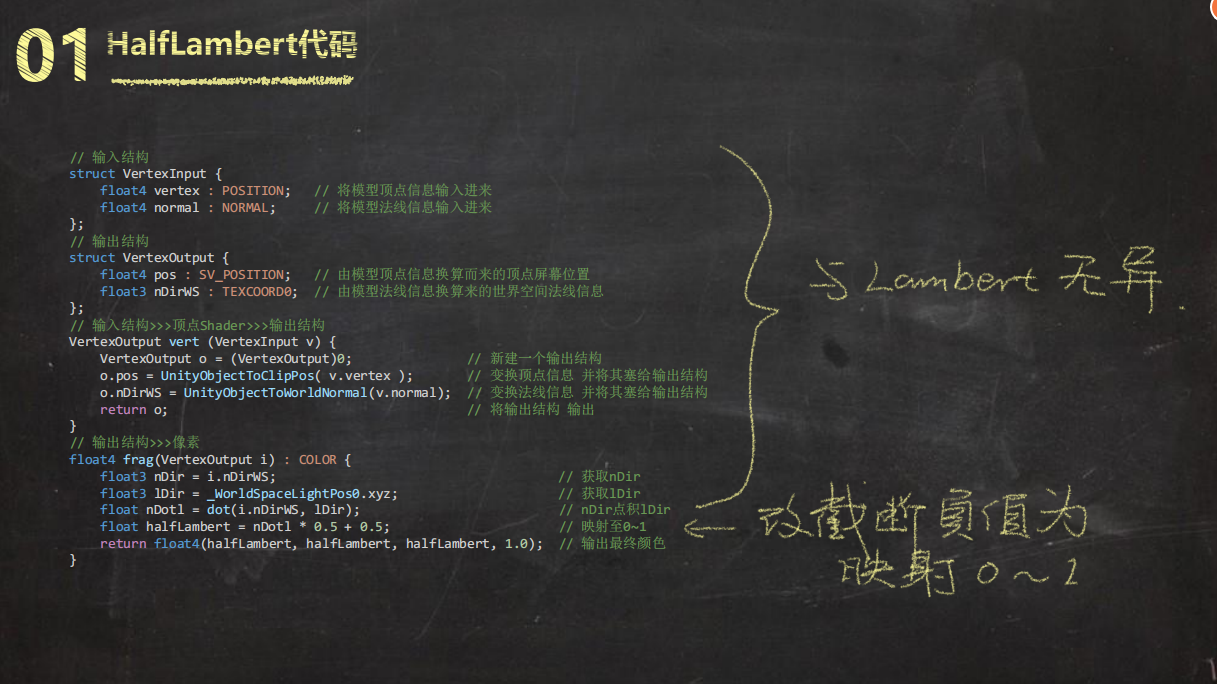 01 HalfLambert代码
// 输入结构
struct VertexInput {
    float4 vertex : POSITION;   // 将模型顶点信息输入进来
    float4 normal : NORMAL;     // 将模型法线信息输入进来
};
// 输出结构
struct VertexOutput {
    float4 pos : SV_POSITION;   // 由模型顶点信息换算而来的顶点屏幕位置
    float3 nDirWS : TEXCOORD0;  // 由模型法线信息换算来的世界空间法线信息
};
// 输入结构>>>顶点Shader>>>输出结构
VertexOutput vert (VertexInput v) {
    VertexOutput o = (VertexOutput)0;               // 新建一个输出结构
    o.pos = UnityObjectToClipPos( v.vertex );       // 变换顶点信息 并将其塞给输出结构
    o.nDirWS = UnityObjectToWorldNormal(v.normal);  // 变换法线信息 并将其塞给输出结构
    return o;                                       // 将输出结构 输出
}
// 输出结构>>>像素
float4 frag(VertexOutput i) : COLOR {
    float3 nDir = i.nDirWS;                                     // 获取nDir
    float3 lDir = _WorldSpaceLightPos0.xyz;                     // 获取lDir
    float nDotl = dot(i.nDirWS, lDir);                          // nDir点积lDir
    float halfLambert = nDotl * 0.5 + 0.5;                      // 映射至0~1
    return float4(halfLambert, halfLambert, halfLambert, 1.0);  // 输出最终颜色
}
与Lambert 无异.
改截断负值为
映射0~1